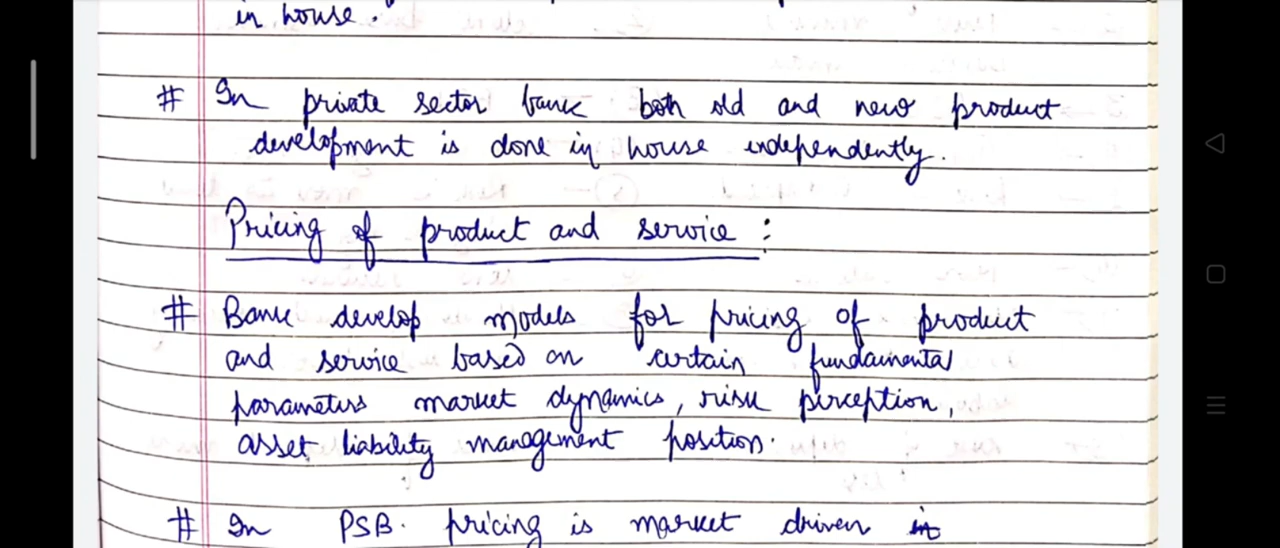 in house.
# In private sector bank both old and new product
development is done in house independently.
Pricing of product and service :
# Bank develop models for pricing of product
and service based on certain fundamental
parameters market dynamics, risk perception,
asset liability management position.
# In PSB. pricing is market driven in